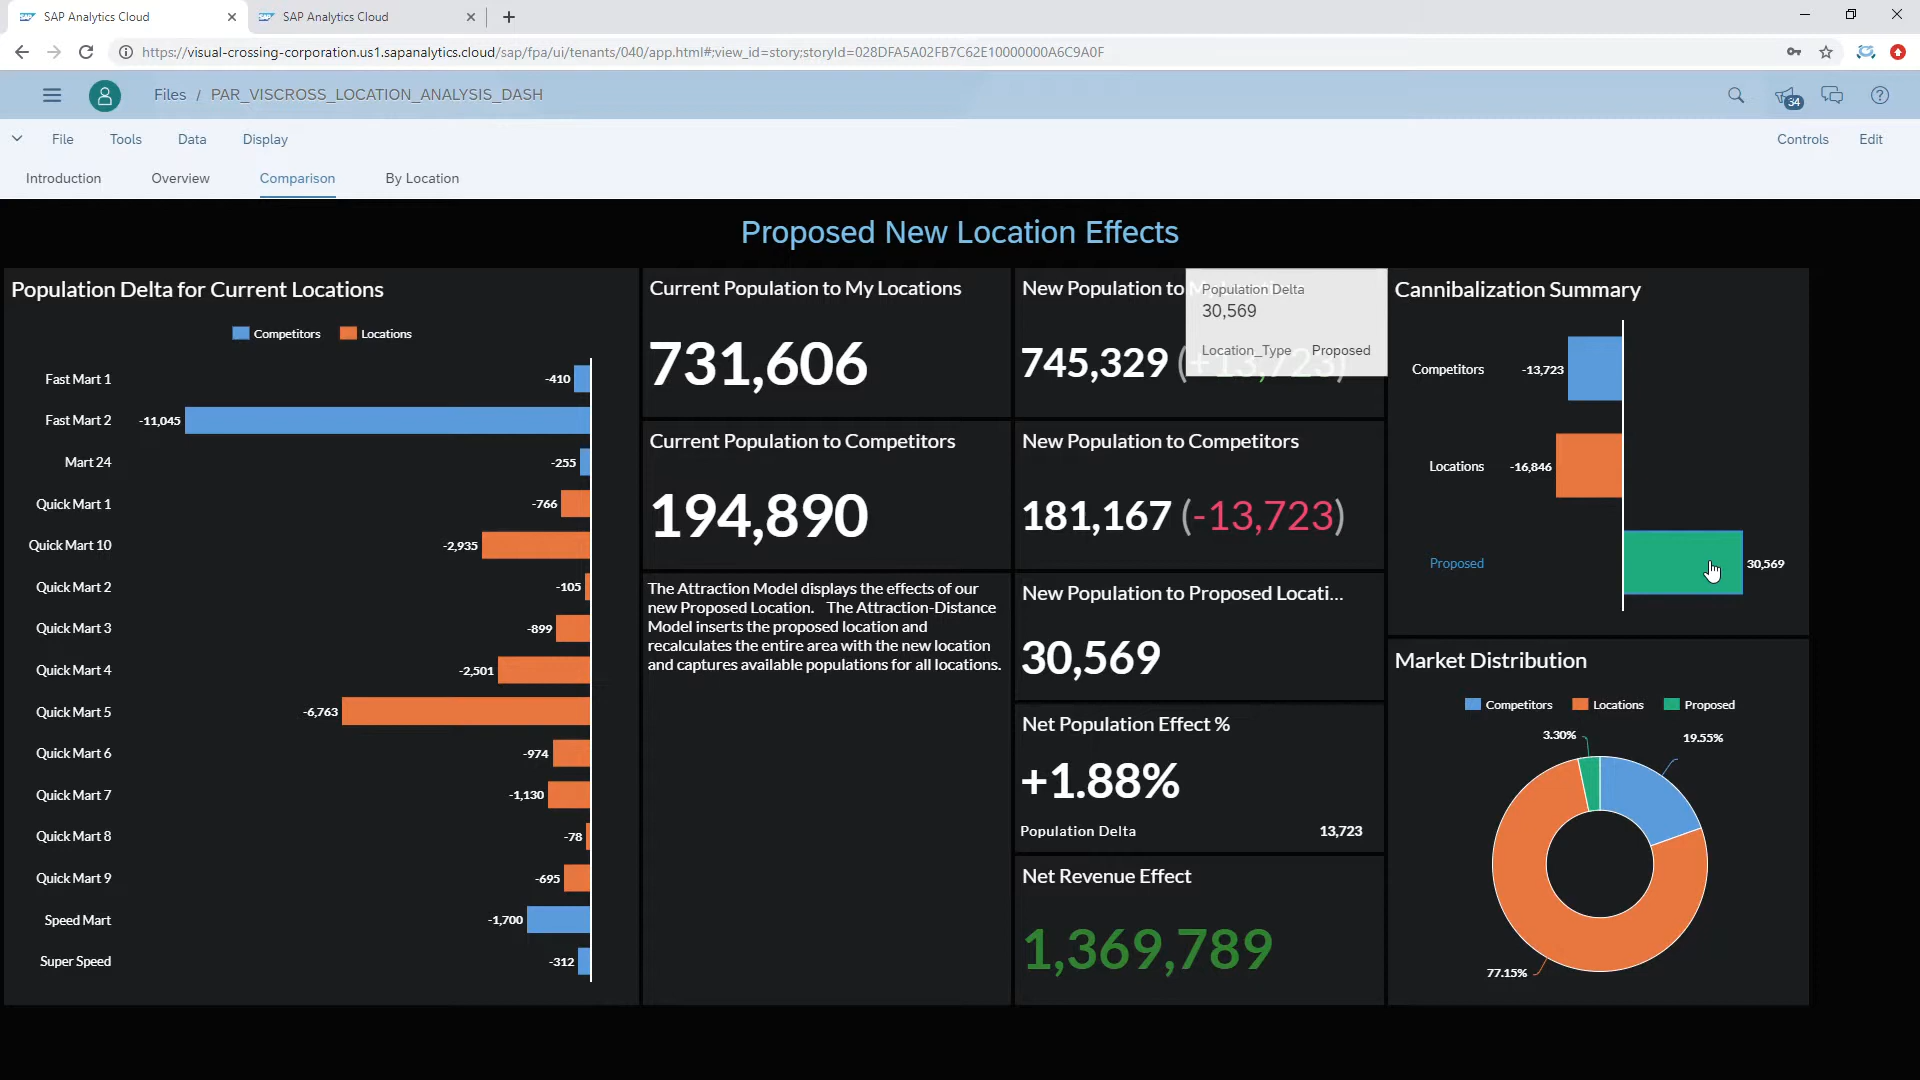 SAP Analytics Cloud
SAP Analytics Cloud
https://visual-crossing-corporation.us1.sapanalytics.cloud/sap/fpa/ui/tenants/040/app.html#;view_id=story;storyId=028DFA5A02FB7C62E10000000A6C9A0F
Files / PAR_VISCROSS_LOCATION_ANALYSIS_DASH
34
File Tools Data Display
Controls Edit
Introduction Overview Comparison By Location
Proposed New Location Effects
Population Delta for Current Locations
Competitors Locations
Fast Mart 1 -410
Fast Mart 2 -11,045
Mart 24 -255
Quick Mart 1 -766
Quick Mart 10 -2,935
Quick Mart 2 -105
Quick Mart 3 -899
Quick Mart 4 -2,501
Quick Mart 5 -6,763
Quick Mart 6 -974
Quick Mart 7 -1,130
Quick Mart 8 -78
Quick Mart 9 -695
Speed Mart -1,700
Super Speed -312
Current Population to My Locations
731,606
Current Population to Competitors
194,890
The Attraction Model displays the effects of our
new Proposed Location. The Attraction-Distance
Model inserts the proposed location and
recalculates the entire area with the new location
and captures available populations for all locations.
New Population to
745,329 (+13,723)
Population Delta
30,569
Location_Type Proposed
New Population to Competitors
181,167 (-13,723)
New Population to Proposed Locati...
30,569
Net Population Effect %
+1.88%
Population Delta 13,723
Net Revenue Effect
1,369,789
Cannibalization Summary
Competitors -13,723
Locations -16,846
Proposed 30,569
Market Distribution
Competitors Locations Proposed
3.30%
19.55%
77.15%